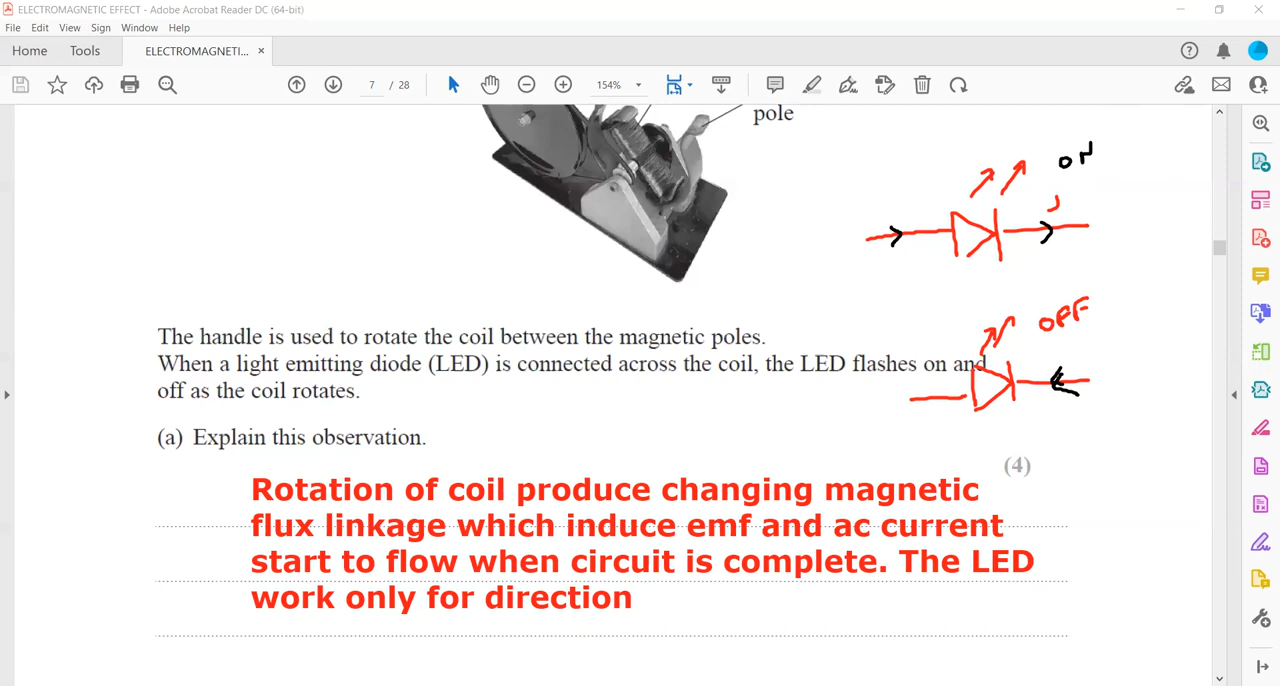 ELECTROMAGNETIC EFFECT - Adobe Acrobat Reader DC (64-bit)
File Edit View Sign Window Help
Home Tools ELECTROMAGNETI... ×
7 / 28 154%
pole
ON
OFF
The handle is used to rotate the coil between the magnetic poles.
When a light emitting diode (LED) is connected across the coil, the LED flashes on and
off as the coil rotates.
(a) Explain this observation.
(4)
Rotation of coil produce changing magnetic
flux linkage which induce emf and ac current
start to flow when circuit is complete. The LED
work only for direction